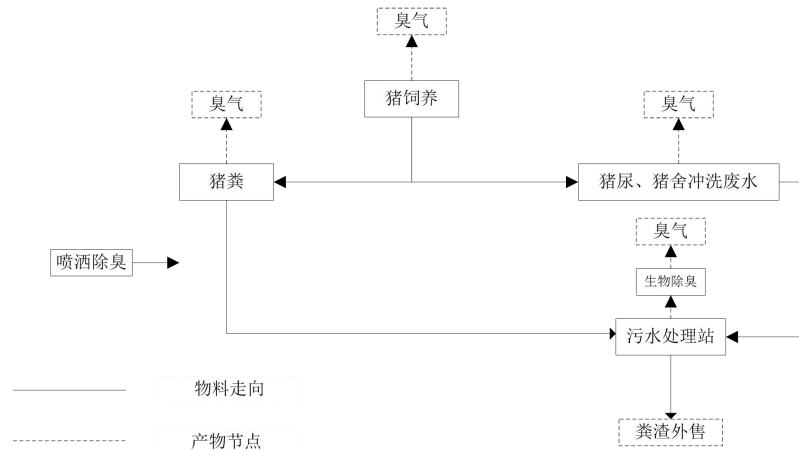 臭气
猪饲养
臭气
臭气
猪粪
猪尿、猪舍冲洗废水
臭气
喷洒除臭
生物除臭
污水处理站
物料走向
粪渣外售
产物节点